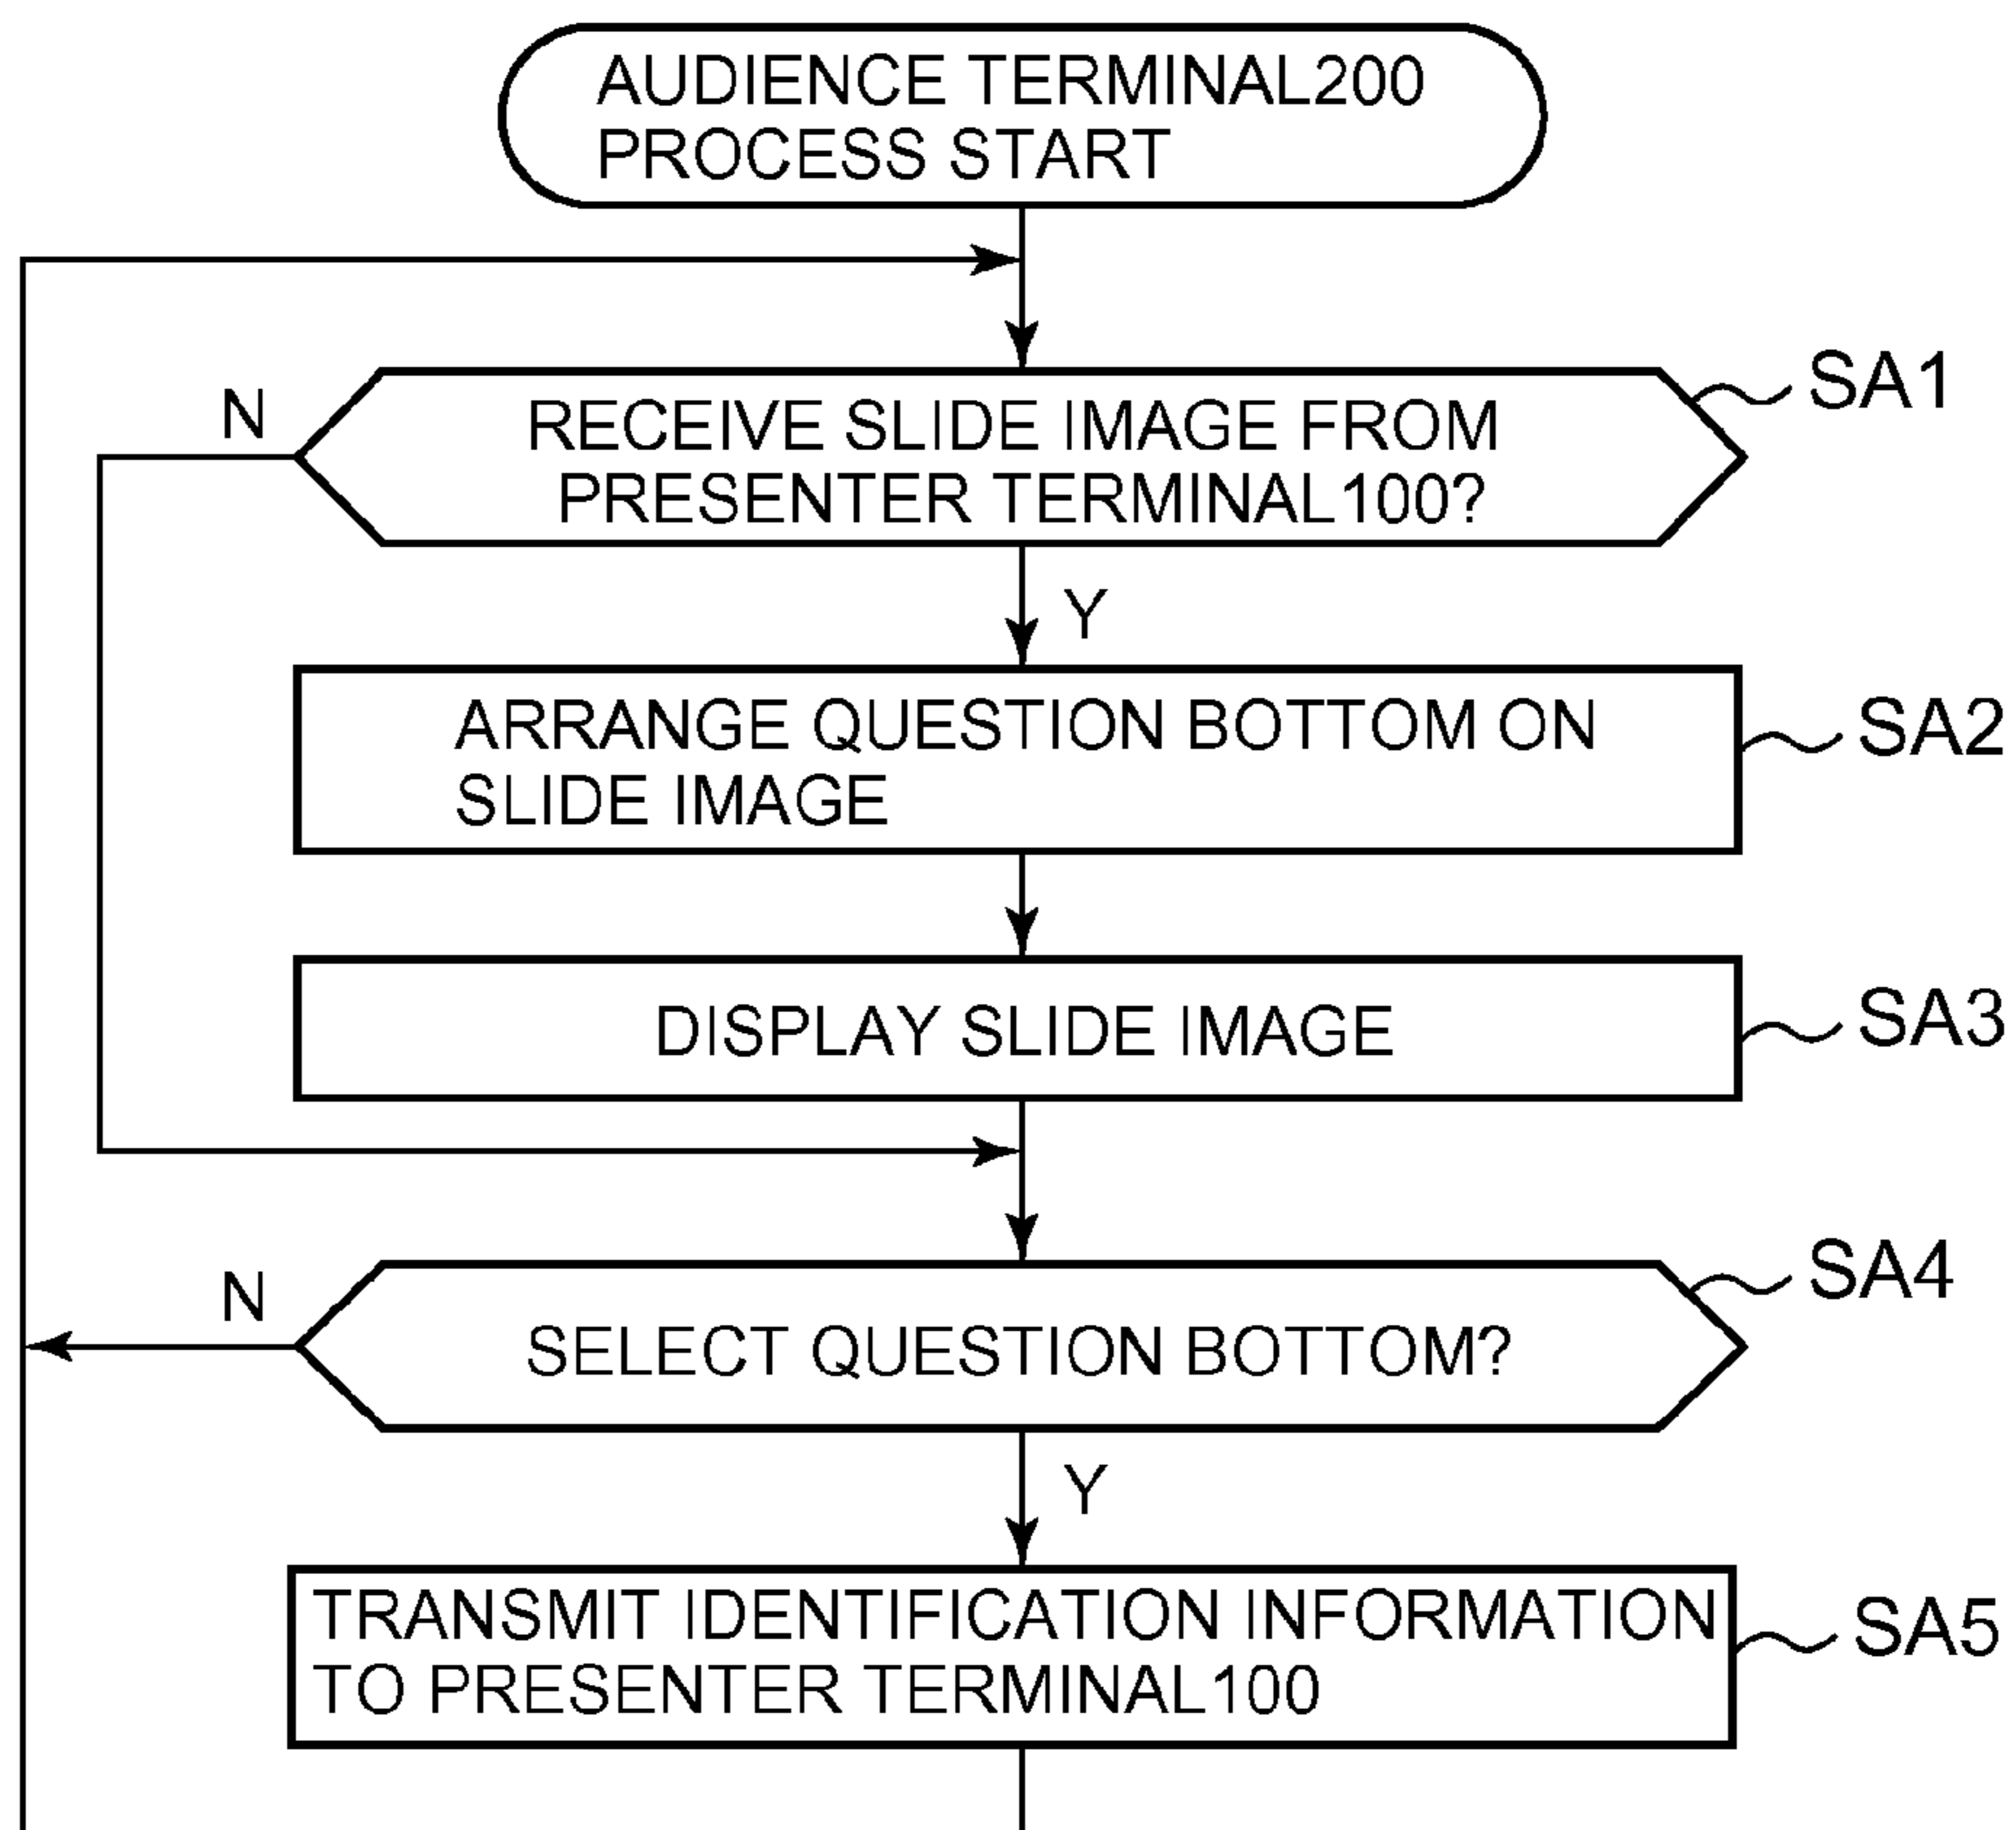 AUDIENCE TERMINAL200
PROCESS START
SA1
N
RECEIVE SLIDE IMAGE FROM
PRESENTER TERMINAL100?
Y
ARRANGE QUESTION BOTTOM ON
SLIDE IMAGE
SA2
DISPLAY SLIDE IMAGE
SA3
SA4
N
SELECT QUESTION BOTTOM?
Y
TRANSMIT IDENTIFICATION INFORMATION
TO PRESENTER TERMINAL100
SA5